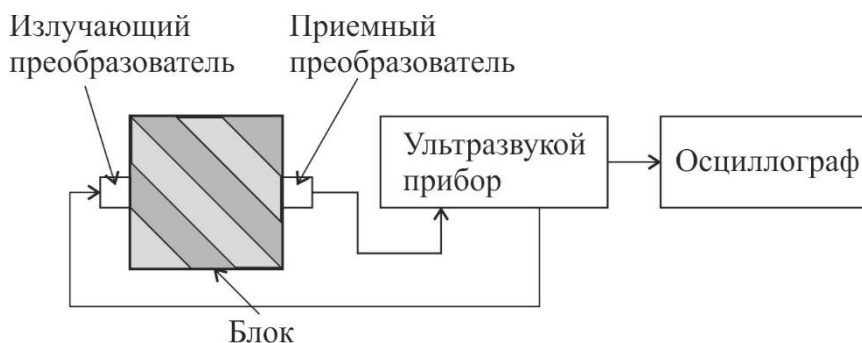 Излучающий
преобразователь
Приемный
преобразователь
Ультразвукой
прибор
Осциллограф
Блок